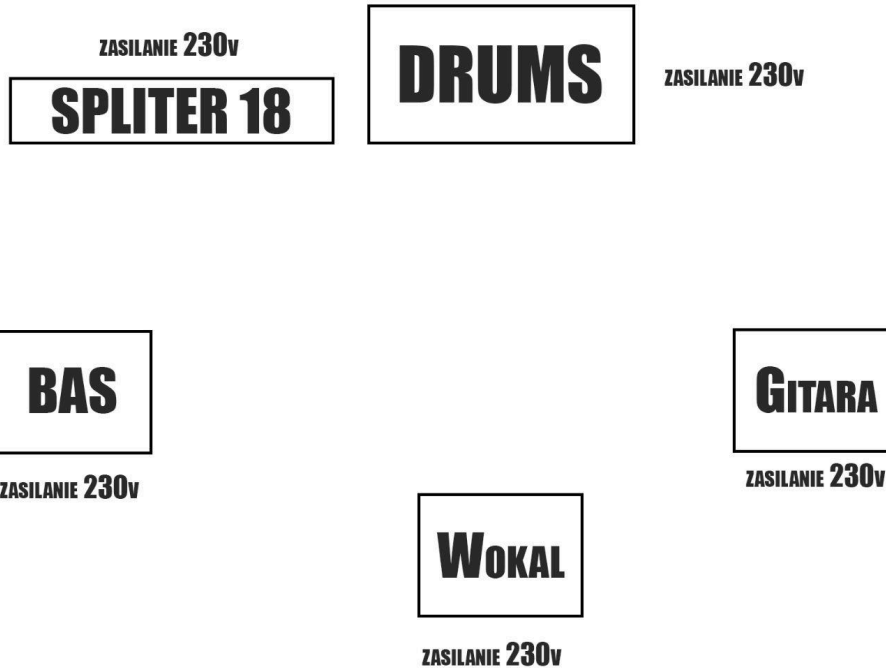 ZASILANIE 230V
SPLITER 18
DRUMS
ZASILANIE 230V
BAS
ZASILANIE 230V
GITARA
ZASILANIE 230V
WOKAL
ZASILANIE 230V